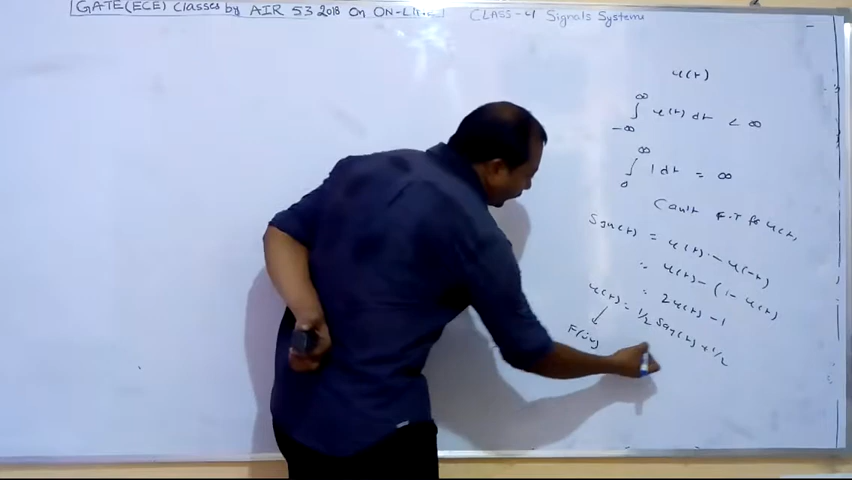 GATE(ECE) Classes by AIR 53 2018 On ON-LINE
CLASS-4 Signals Systems
u(t)
∫_{-∞}^{∞} u(t) dt < ∞
∫_{0}^{∞} 1 dt = ∞
Can't F.T for u(t),
Sgn(t) = u(t) - u(-t)
= u(t) - (1 - u(t))
= 2u(t) - 1
u(t) = 1/2 Sgn(t) + 1/2
F(jω)